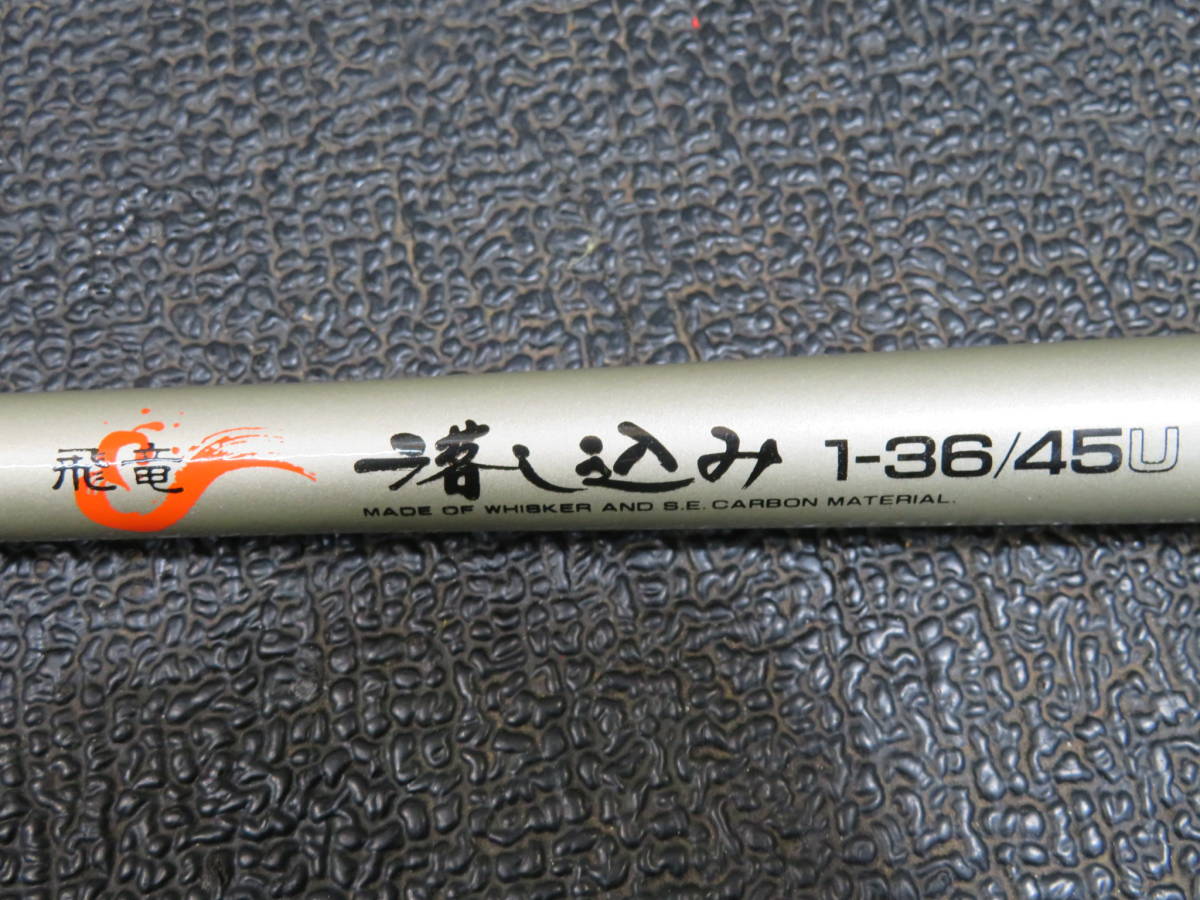 飛竜 落し込み 1-36/45U
MADE OF WHISKER AND S.E. CARBON MATERIAL.